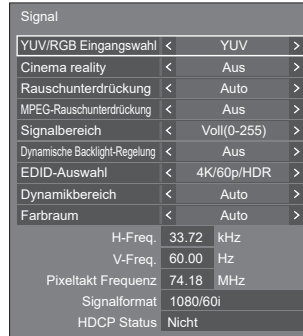 Signal
YUV/RGB Eingangswahl < YUV >
Cinema reality < Aus >
Rauschunterdrückung < Auto >
MPEG-Rauschunterdrückung < Aus >
Signalbereich < Voll(0-255) >
Dynamische Backlight-Regelung < Aus >
EDID-Auswahl < 4K/60p/HDR >
Dynamikbereich < Auto >
Farbraum < Auto >
H-Freq. 33.72 kHz
V-Freq. 60.00 Hz
Pixeltakt Frequenz 74.18 MHz
Signalformat 1080/60i
HDCP Status Nicht